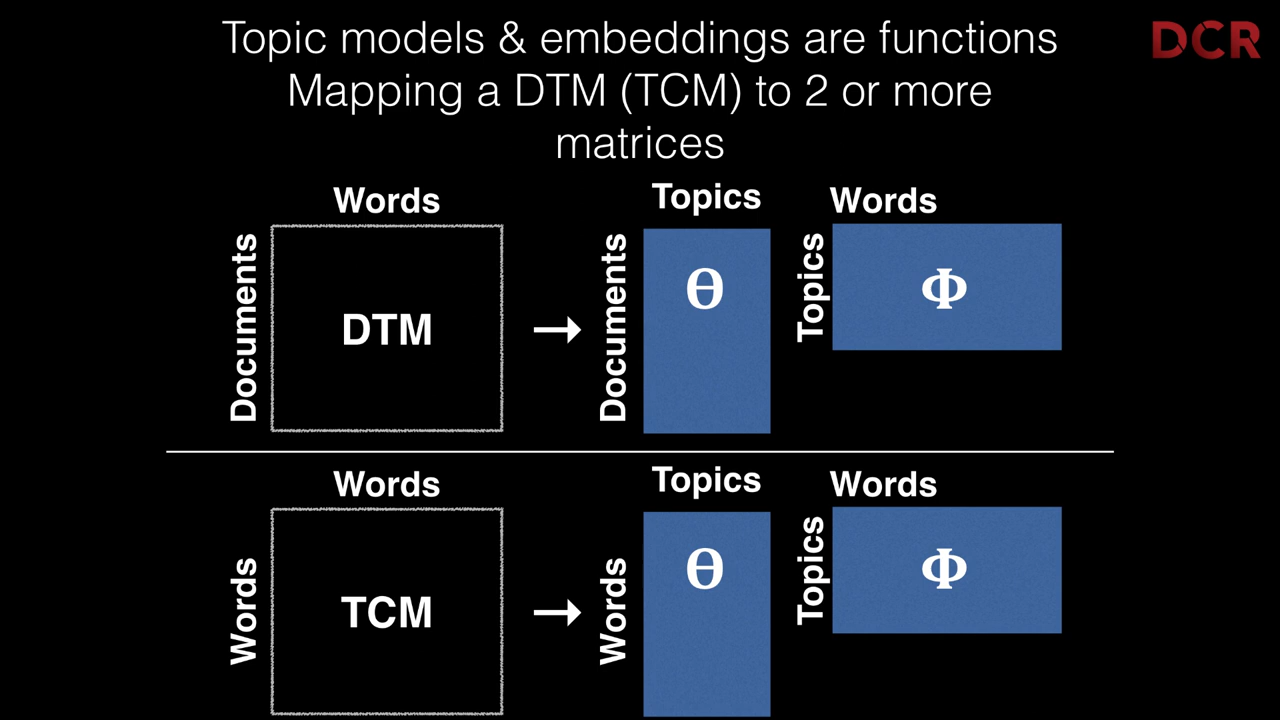 Topic models & embeddings are functions
Mapping a DTM (TCM) to 2 or more
matrices
DCR
Words
Topics
Words
Documents
DTM
→
Documents
Θ
Topics
Φ
Words
Topics
Words
Words
TCM
→
Words
Θ
Topics
Φ